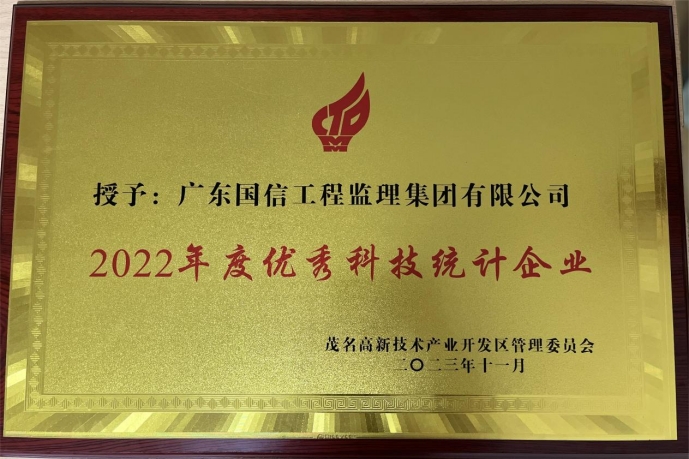 授予：广东国信工程监理集团有限公司
2022年度优秀科技统计企业
茂名高新技术产业开发区管理委员会
二〇二三年十一月